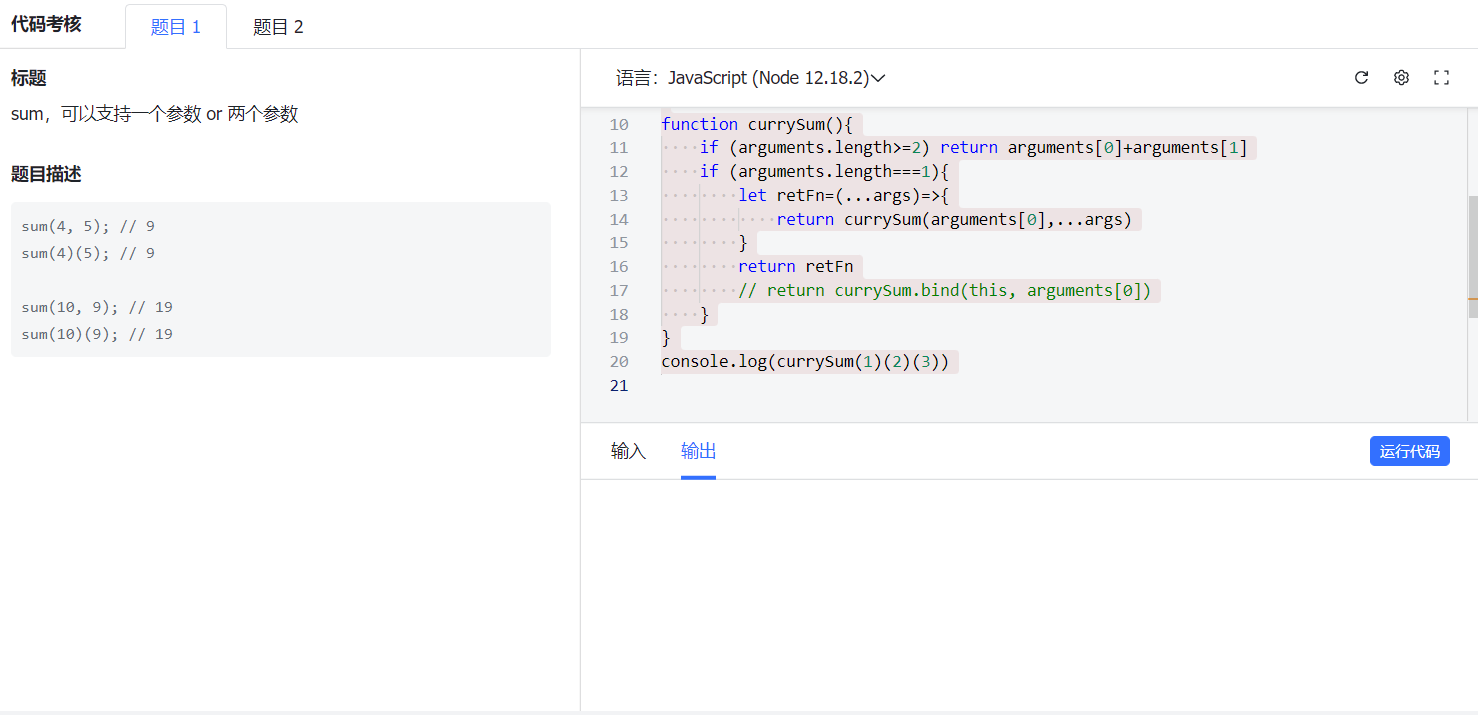 代码考核 题目 1 题目 2
标题
sum，可以支持一个参数 or 两个参数
题目描述
sum(4, 5); // 9
sum(4)(5); // 9
sum(10, 9); // 19
sum(10)(9); // 19
语言：JavaScript (Node 12.18.2)
10 function currySum(){
11 ····if (arguments.length>=2) return arguments[0]+arguments[1]
12 ····if (arguments.length===1){
13 ········let retFn=(...args)=>{
14 ············return currySum(arguments[0],...args)
15 ········}
16 ········return retFn
17 ········// return currySum.bind(this, arguments[0])
18 ····}
19 }
20 console.log(currySum(1)(2)(3))
21
输入 输出 运行代码